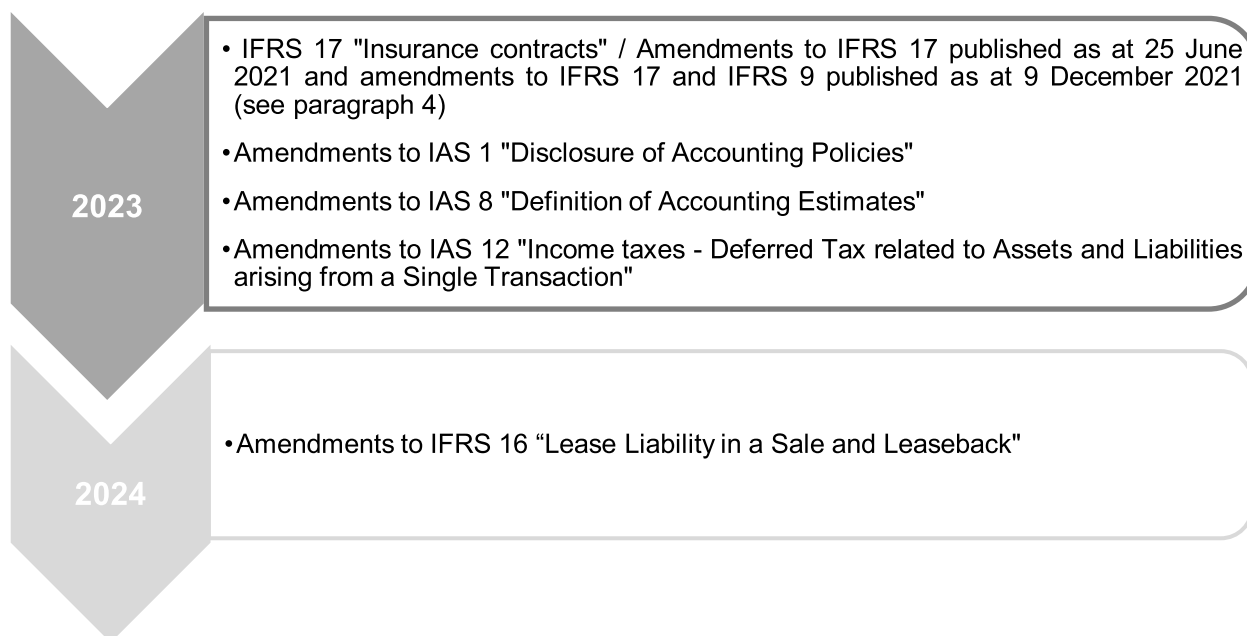 • IFRS 17 "Insurance contracts" / Amendments to IFRS 17 published as at 25 June
2021 and amendments to IFRS 17 and IFRS 9 published as at 9 December 2021
(see paragraph 4)
•Amendments to IAS 1 "Disclosure of Accounting Policies"
2023
•Amendments to IAS 8 "Definition of Accounting Estimates"
•Amendments to IAS 12 "Income taxes - Deferred Tax related to Assets and Liabilities
arising from a Single Transaction"
•Amendments to IFRS 16 “Lease Liability in a Sale and Leaseback"
2024